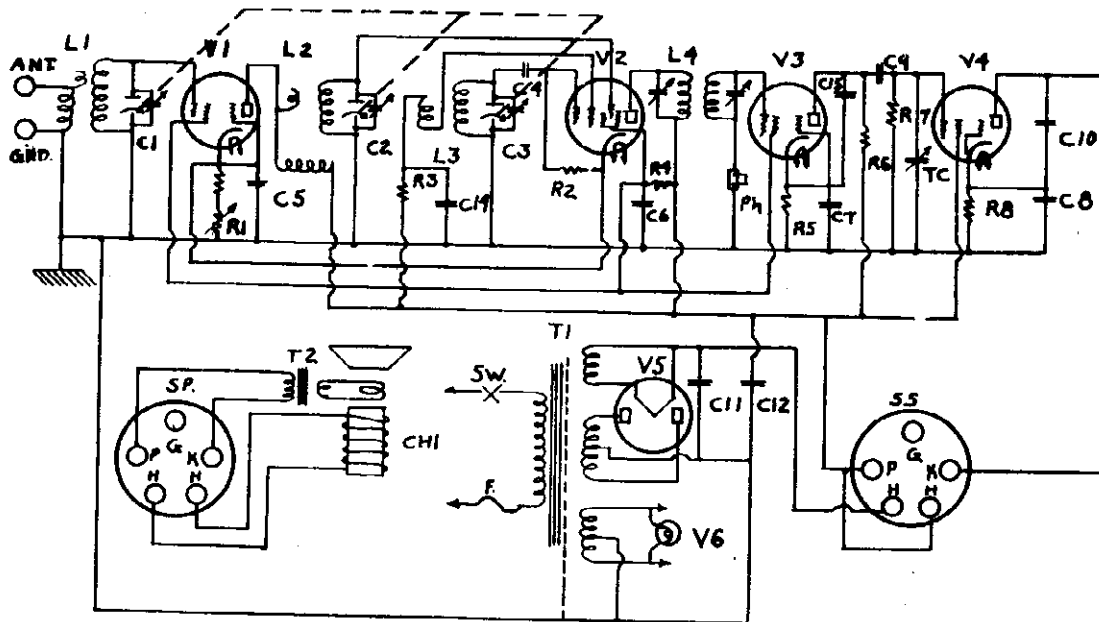 L1
V1
L2
V2
L4
V3
C9
V4
ANT
GND.
C1
C2
C3
C4
L3
C15
R7
TC
R6
C10
C5
R1
R3
C14
R2
R4
C6
Ph
R5
C7
R8
C8
T1
T2
SP.
SW.
V5
C11
C12
SS
G
P
K
H
H
CH1
F.
V6
G
P
K
H
H